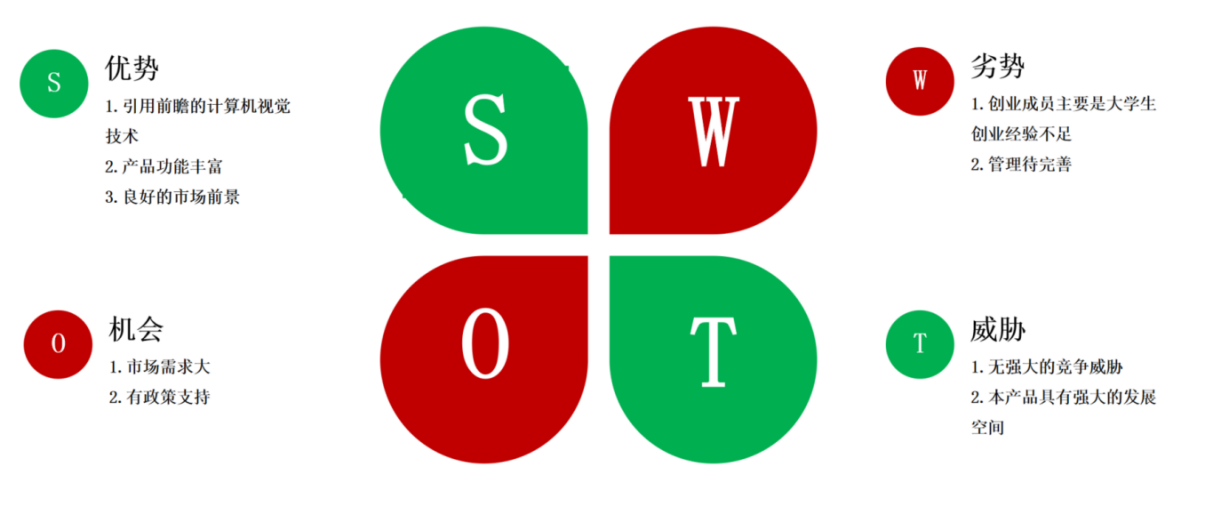 S
优势
1. 引用前瞻的计算机视觉
技术
2. 产品功能丰富
3. 良好的市场前景
S
W
W
劣势
1. 创业成员主要是大学生
创业经验不足
2. 管理待完善
O
机会
1. 市场需求大
2. 有政策支持
O
T
T
威胁
1. 无强大的竞争威胁
2. 本产品具有强大的发展
空间